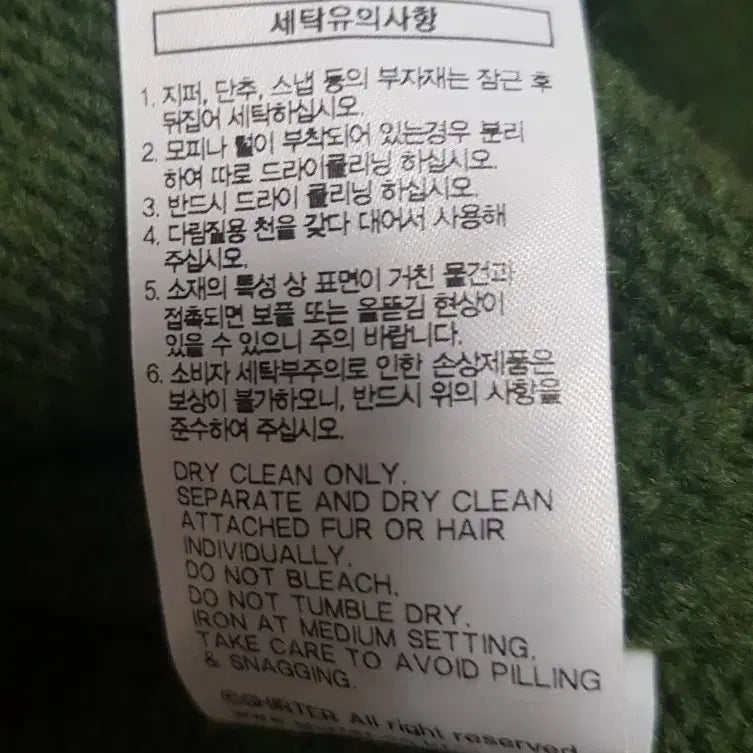 세탁유의사항
1. 지퍼, 단추, 스냅 등의 부자재는 잠근 후
뒤집어 세탁하십시오.
2. 모피나 털이 부착되어 있는경우 분리
하여 따로 드라이클리닝 하십시오.
3. 반드시 드라이 클리닝 하십시오.
4. 다림질용 천을 갖다 대어서 사용해
주십시오.
5. 소재의 특성 상 표면이 거친 물건과
접촉되면 보풀 또는 올뜯김 현상이
있을 수 있으니 주의 바랍니다.
6. 소비자 세탁부주의로 인한 손상제품은
보상이 불가하오니, 반드시 위의 사항을
준수하여 주십시오.
DRY CLEAN ONLY.
SEPARATE AND DRY CLEAN
ATTACHED FUR OR HAIR
INDIVIDUALLY.
DO NOT BLEACH.
DO NOT TUMBLE DRY.
IRON AT MEDIUM SETTING.
TAKE CARE TO AVOID PILLING
& SNAGGING.
All right reserved